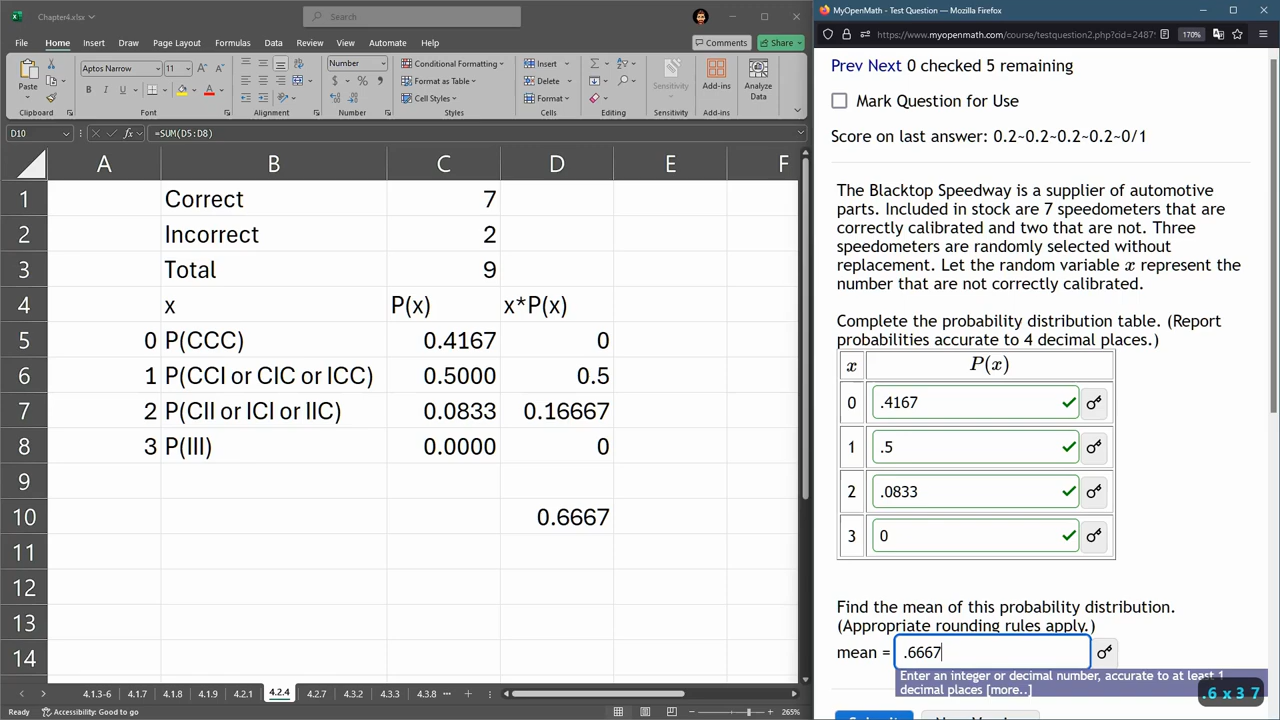 Chapter4.xlsx
Search
File Home Insert Draw Page Layout Formulas Data Review View Automate Help
Comments Share
Paste
Aptos Narrow 11
B I U
Number
Conditional Formatting
Format as Table
Cell Styles
Insert
Delete
Format
Sensitivity
Add-ins
Analyze Data
Clipboard Font Alignment Number Styles Cells Editing Sensitivity Add-ins
D10 fx =SUM(D5:D8)
A B C D E F
1 Correct 7
2 Incorrect 2
3 Total 9
4 x P(x) x*P(x)
5 0 P(CCC) 0.4167 0
6 1 P(CCI or CIC or ICC) 0.5000 0.5
7 2 P(CII or ICI or IIC) 0.0833 0.16667
8 3 P(III) 0.0000 0
9
10 0.6667
11
12
13
14
4.1.3 4.1.7 4.1.8 4.1.9 4.2.1 4.2.4 4.2.7 4.3.2 4.3.3 4.3.8
Ready Accessibility: Good to go 265%
MyOpenMath - Test Question — Mozilla Firefox
https://www.myopenmath.com/course/testquestion2.php?cid=2487 170%
Prev Next 0 checked 5 remaining
Mark Question for Use
Score on last answer: 0.2~0.2~0.2~0.2~0/1
The Blacktop Speedway is a supplier of automotive
parts. Included in stock are 7 speedometers that are
correctly calibrated and two that are not. Three
speedometers are randomly selected without
replacement. Let the random variable x represent the
number that are not correctly calibrated.
Complete the probability distribution table. (Report
probabilities accurate to 4 decimal places.)
x P(x)
0 .4167
1 .5
2 .0833
3 0
Find the mean of this probability distribution.
(Appropriate rounding rules apply.)
mean = .6667
Enter an integer or decimal number, accurate to at least 1
decimal places [more..]
.6 x 3 7